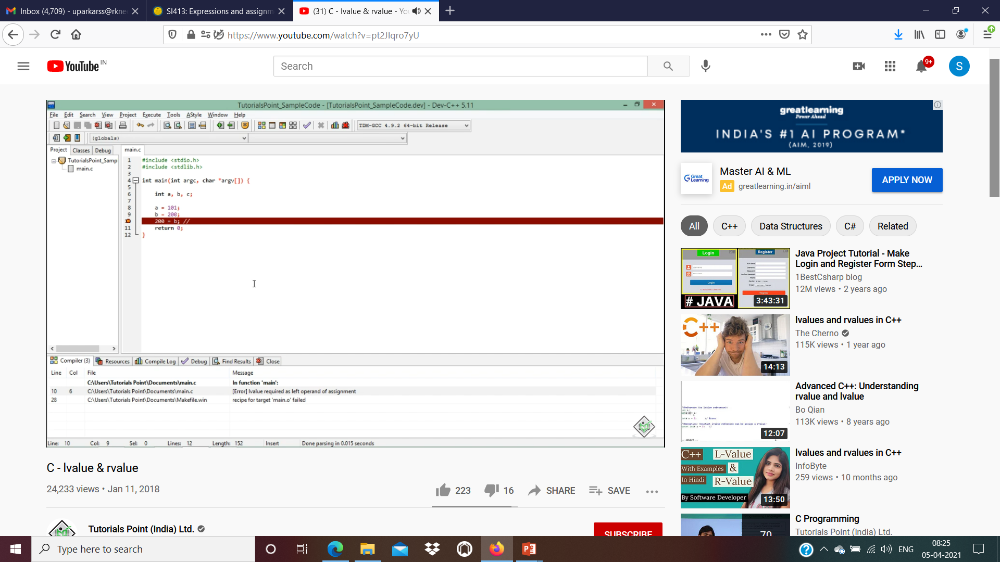 Inbox (4,709) - uparkarss@rkne
SI413: Expressions and assignm
(31) C - lvalue & rvalue - You
https://www.youtube.com/watch?v=pt2JIqro7yU
YouTube IN
Search
9+
S
TutorialsPoint_SampleCode - [TutorialsPoint_SampleCode.dev] - Dev-C++ 5.11
File Edit Search View Project Execute Tools AStyle Window Help
TDM-GCC 4.9.2 64-bit Release
(globals)
Project Classes Debug
main.c
TutorialsPoint_Samp
main.c
1 #include <stdio.h>
2 #include <stdlib.h>
3
4 int main(int argc, char *argv[]) {
5
6 int a, b, c;
7
8 a = 101;
9 b = 200;
10 200 = b; //
11 return 0;
12 }
Compiler (3) Resources Compile Log Debug Find Results Close
Line Col File Message
C:\Users\Tutorials Point\Documents\main.c In function 'main':
10 6 C:\Users\Tutorials Point\Documents\main.c [Error] lvalue required as left operand of assignment
28 C:\Users\Tutorials Point\Documents\Makefile.win recipe for target 'main.o' failed
Line: 10 Col: 9 Sel: 0 Lines: 12 Length: 152 Insert Done parsing in 0.015 seconds
C - lvalue & rvalue
24,233 views • Jan 11, 2018
223 16 SHARE SAVE
Tutorials Point (India) Ltd.
SUBSCRIBE
greatlearning
Power Ahead
INDIA'S #1 AI PROGRAM*
(AIM, 2019)
Great Learning
Master AI & ML
Ad greatlearning.in/aiml
APPLY NOW
All C++ Data Structures C# Related
Login
Register
# JAVA
3:43:31
Java Project Tutorial - Make
Login and Register Form Step...
1BestCsharp blog
12M views • 2 years ago
C++
14:13
lvalues and rvalues in C++
The Cherno
115K views • 1 year ago
12:07
Advanced C++: Understanding
rvalue and lvalue
Bo Qian
113K views • 8 years ago
C++ L-Value
With Examples &
In Hindi R-Value
By Software Developer
13:50
lvalues and rvalues in C++
InfoByte
259 views • 10 months ago
70
C Programming
Tutorials Point (India) Ltd.
Type here to search
ENG
08:25
05-04-2021